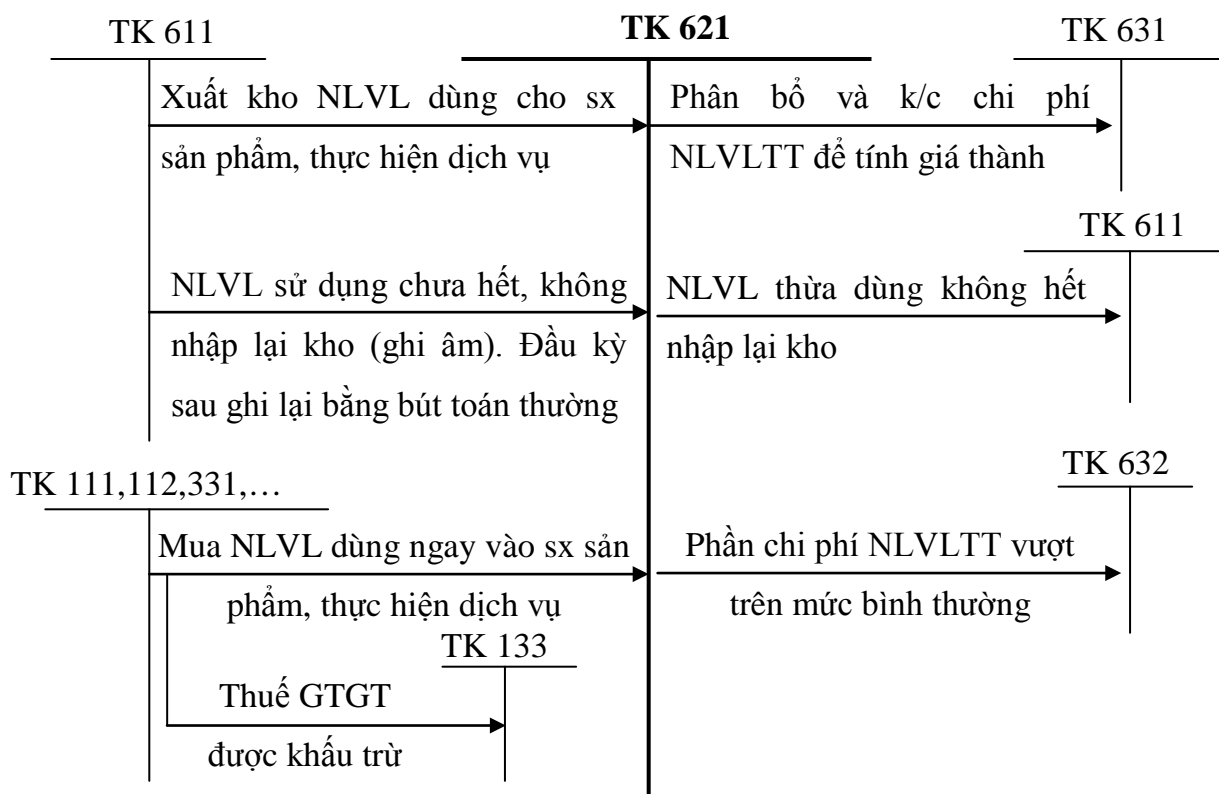 TK 611
TK 621
TK 631
Xuất kho NLVL dùng cho sx
sản phẩm, thực hiện dịch vụ
Phân bổ và k/c chi phí
NLVLTT để tính giá thành
TK 611
NLVL sử dụng chưa hết, không
nhập lại kho (ghi âm). Đầu kỳ
sau ghi lại bằng bút toán thường
NLVL thừa dùng không hết
nhập lại kho
TK 111,112,331,…
TK 632
Mua NLVL dùng ngay vào sx sản
phẩm, thực hiện dịch vụ
Phần chi phí NLVLTT vượt
trên mức bình thường
TK 133
Thuế GTGT
được khấu trừ